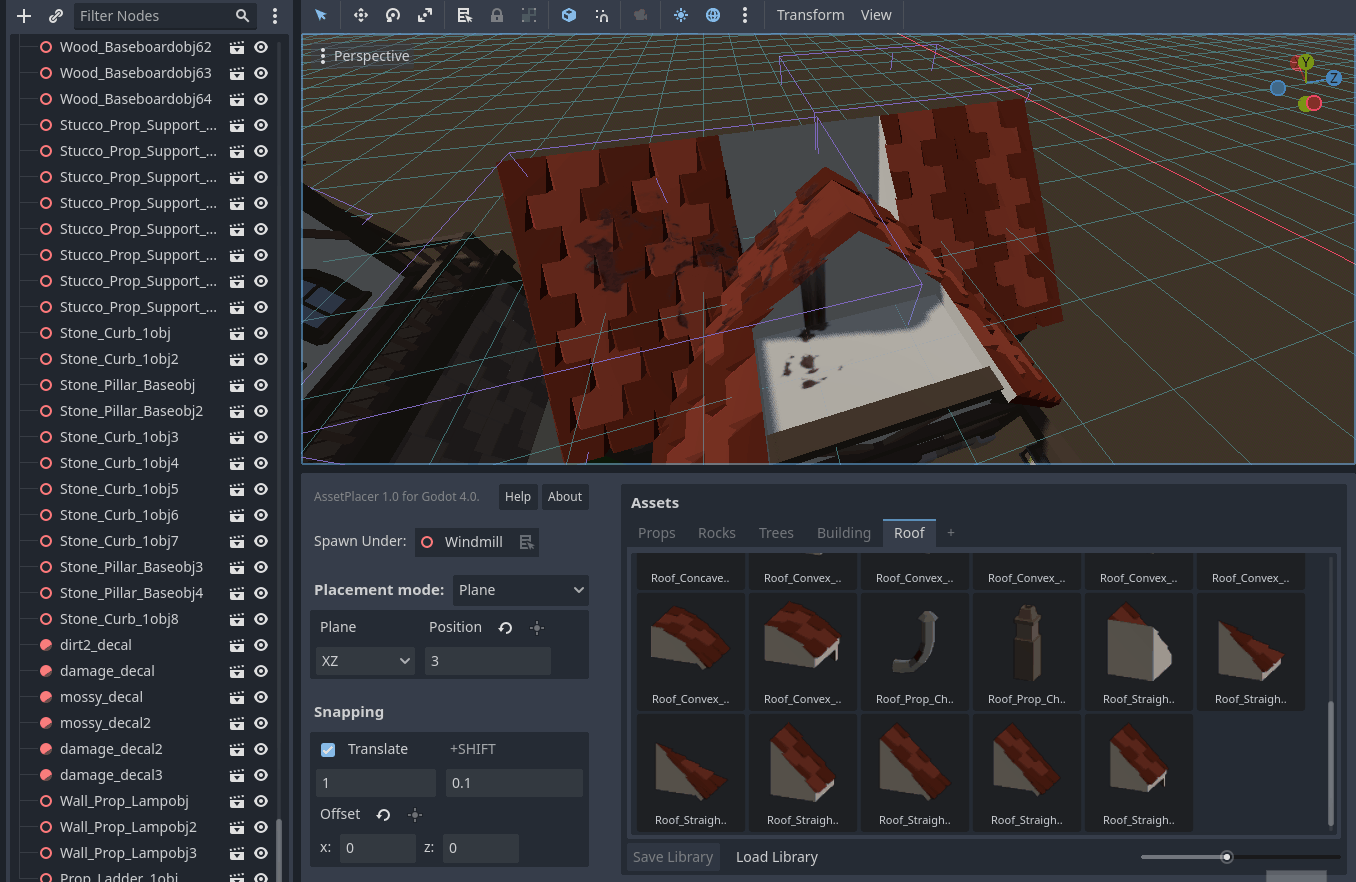 Filter Nodes
Transform View
Wood_Baseboardobj62
Wood_Baseboardobj63
Wood_Baseboardobj64
Stucco_Prop_Support_...
Stucco_Prop_Support_...
Stucco_Prop_Support_...
Stucco_Prop_Support_...
Stucco_Prop_Support_...
Stucco_Prop_Support_...
Stucco_Prop_Support_...
Stucco_Prop_Support_...
Stone_Curb_1obj
Stone_Curb_1obj2
Stone_Pillar_Baseobj
Stone_Pillar_Baseobj2
Stone_Curb_1obj3
Stone_Curb_1obj4
Stone_Curb_1obj5
Stone_Curb_1obj6
Stone_Curb_1obj7
Stone_Pillar_Baseobj3
Stone_Pillar_Baseobj4
Stone_Curb_1obj8
dirt2_decal
damage_decal
mossy_decal
mossy_decal2
damage_decal2
damage_decal3
Wall_Prop_Lampobj
Wall_Prop_Lampobj2
Wall_Prop_Lampobj3
Prop_Ladder_1obj
Perspective
Y
Z
AssetPlacer 1.0 for Godot 4.0. Help About
Spawn Under: Windmill
Placement mode: Plane
Plane Position
XZ 3
Snapping
Translate +SHIFT
1 0.1
Offset
x: 0 z: 0
Assets
Props Rocks Trees Building Roof +
Roof_Concave.. Roof_Convex_.. Roof_Convex_.. Roof_Convex_.. Roof_Convex_.. Roof_Convex_..
Roof_Convex_.. Roof_Convex_.. Roof_Prop_Ch.. Roof_Prop_Ch.. Roof_Straigh.. Roof_Straigh..
Roof_Straigh.. Roof_Straigh.. Roof_Straigh.. Roof_Straigh.. Roof_Straigh..
Save Library Load Library